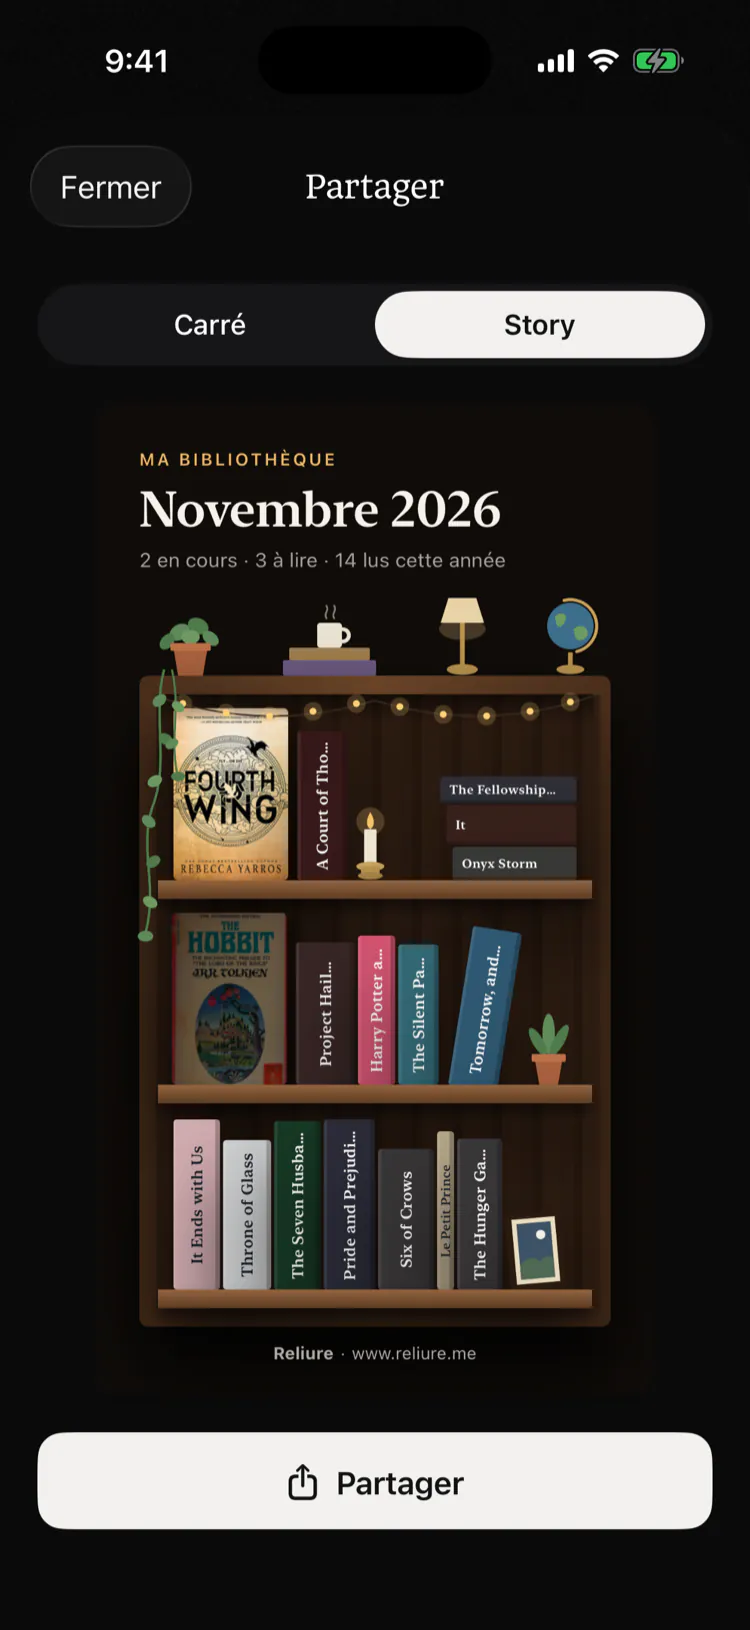 9:41
Fermer
Partager
Carré
Story
MA BIBLIOTHÈQUE
Novembre 2026
2 en cours · 3 à lire · 14 lus cette année
FOURTH
WING
REBECCA YARROS
A Court of Tho...
The Fellowship...
It
Onyx Storm
THE
HOBBIT
J.R.R. TOLKIEN
Project Hail...
Harry Potter a...
The Silent Pa...
Tomorrow, and...
It Ends with Us
Throne of Glass
The Seven Husba...
Pride and Prejudi...
Six of Crows
Le Petit Prince
The Hunger Ga...
Reliure · www.reliure.me
Partager